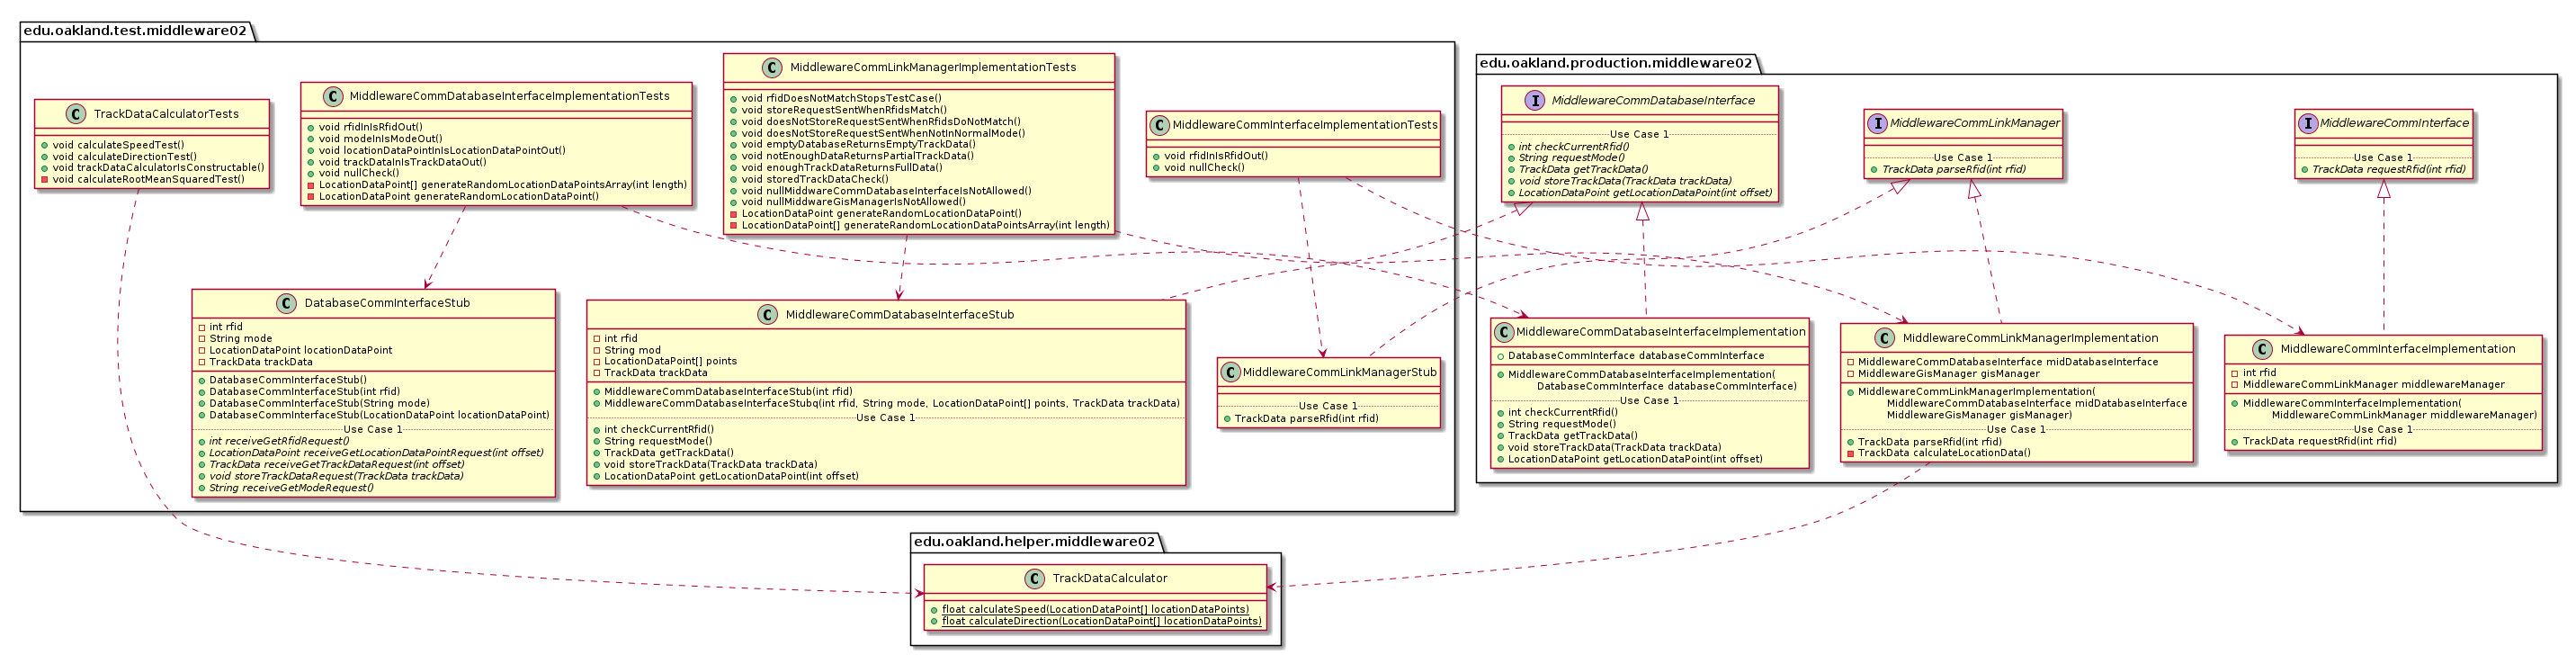 edu.oakland.test.middleware02
TrackDataCalculatorTests
void calculateSpeedTest()
void calculateDirectionTest()
void trackDataCalculatorIsConstructable()
void calculateRootMeanSquaredTest()
MiddlewareCommDatabaseInterfaceImplementationTests
void rfidInIsRfidOut()
void modeInIsModeOut()
void locationDataPointInIsLocationDataPointOut()
void trackDataInIsTrackDataOut()
void nullCheck()
LocationDataPoint[] generateRandomLocationDataPointsArray(int length)
LocationDataPoint generateRandomLocationDataPoint()
MiddlewareCommLinkManagerImplementationTests
void rfidDoesNotMatchStopsTestCase()
void storeRequestSentWhenRfidsMatch()
void doesNotStoreRequestSentWhenRfidsDoNotMatch()
void doesNotStoreRequestSentWhenNotInNormalMode()
void emptyDatabaseReturnsEmptyTrackData()
void notEnoughDataReturnsPartialTrackData()
void enoughTrackDataReturnsFullData()
void storedTrackDataCheck()
void nullMiddwareCommDatabaseInterfaceIsNotAllowed()
void nullMiddwareGisManagerIsNotAllowed()
LocationDataPoint generateRandomLocationDataPoint()
LocationDataPoint[] generateRandomLocationDataPointsArray(int length)
MiddlewareCommInterfaceImplementationTests
void rfidInIsRfidOut()
void nullCheck()
DatabaseCommInterfaceStub
int rfid
String mode
LocationDataPoint locationDataPoint
TrackData trackData
DatabaseCommInterfaceStub()
DatabaseCommInterfaceStub(int rfid)
DatabaseCommInterfaceStub(String mode)
DatabaseCommInterfaceStub(LocationDataPoint locationDataPoint)
Use Case 1
int receiveGetRfidRequest()
LocationDataPoint receiveGetLocationDataPointRequest(int offset)
TrackData receiveGetTrackDataRequest(int offset)
void storeTrackDataRequest(TrackData trackData)
String receiveGetModeRequest()
MiddlewareCommDatabaseInterfaceStub
int rfid
String mod
LocationDataPoint[] points
TrackData trackData
MiddlewareCommDatabaseInterfaceStub(int rfid)
MiddlewareCommDatabaseInterfaceStubq(int rfid, String mode, LocationDataPoint[] points, TrackData trackData)
Use Case 1
int checkCurrentRfid()
String requestMode()
TrackData getTrackData()
void storeTrackData(TrackData trackData)
LocationDataPoint getLocationDataPoint(int offset)
MiddlewareCommLinkManagerStub
Use Case 1
TrackData parseRfid(int rfid)
edu.oakland.production.middleware02
MiddlewareCommDatabaseInterface
Use Case 1
int checkCurrentRfid()
String requestMode()
TrackData getTrackData()
void storeTrackData(TrackData trackData)
LocationDataPoint getLocationDataPoint(int offset)
MiddlewareCommLinkManager
Use Case 1
TrackData parseRfid(int rfid)
MiddlewareCommInterface
Use Case 1
TrackData requestRfid(int rfid)
MiddlewareCommDatabaseInterfaceImplementation
DatabaseCommInterface databaseCommInterface
MiddlewareCommDatabaseInterfaceImplementation(
DatabaseCommInterface databaseCommInterface)
Use Case 1
int checkCurrentRfid()
String requestMode()
TrackData getTrackData()
void storeTrackData(TrackData trackData)
LocationDataPoint getLocationDataPoint(int offset)
MiddlewareCommLinkManagerImplementation
MiddlewareCommDatabaseInterface midDatabaseInterface
MiddlewareGisManager gisManager
MiddlewareCommLinkManagerImplementation(
MiddlewareCommDatabaseInterface midDatabaseInterface
MiddlewareGisManager gisManager)
Use Case 1
TrackData parseRfid(int rfid)
TrackData calculateLocationData()
MiddlewareCommInterfaceImplementation
int rfid
MiddlewareCommLinkManager middlewareManager
MiddlewareCommInterfaceImplementation(
MiddlewareCommLinkManager middlewareManager)
Use Case 1
TrackData requestRfid(int rfid)
edu.oakland.helper.middleware02
TrackDataCalculator
float calculateSpeed(LocationDataPoint[] locationDataPoints)
float calculateDirection(LocationDataPoint[] locationDataPoints)